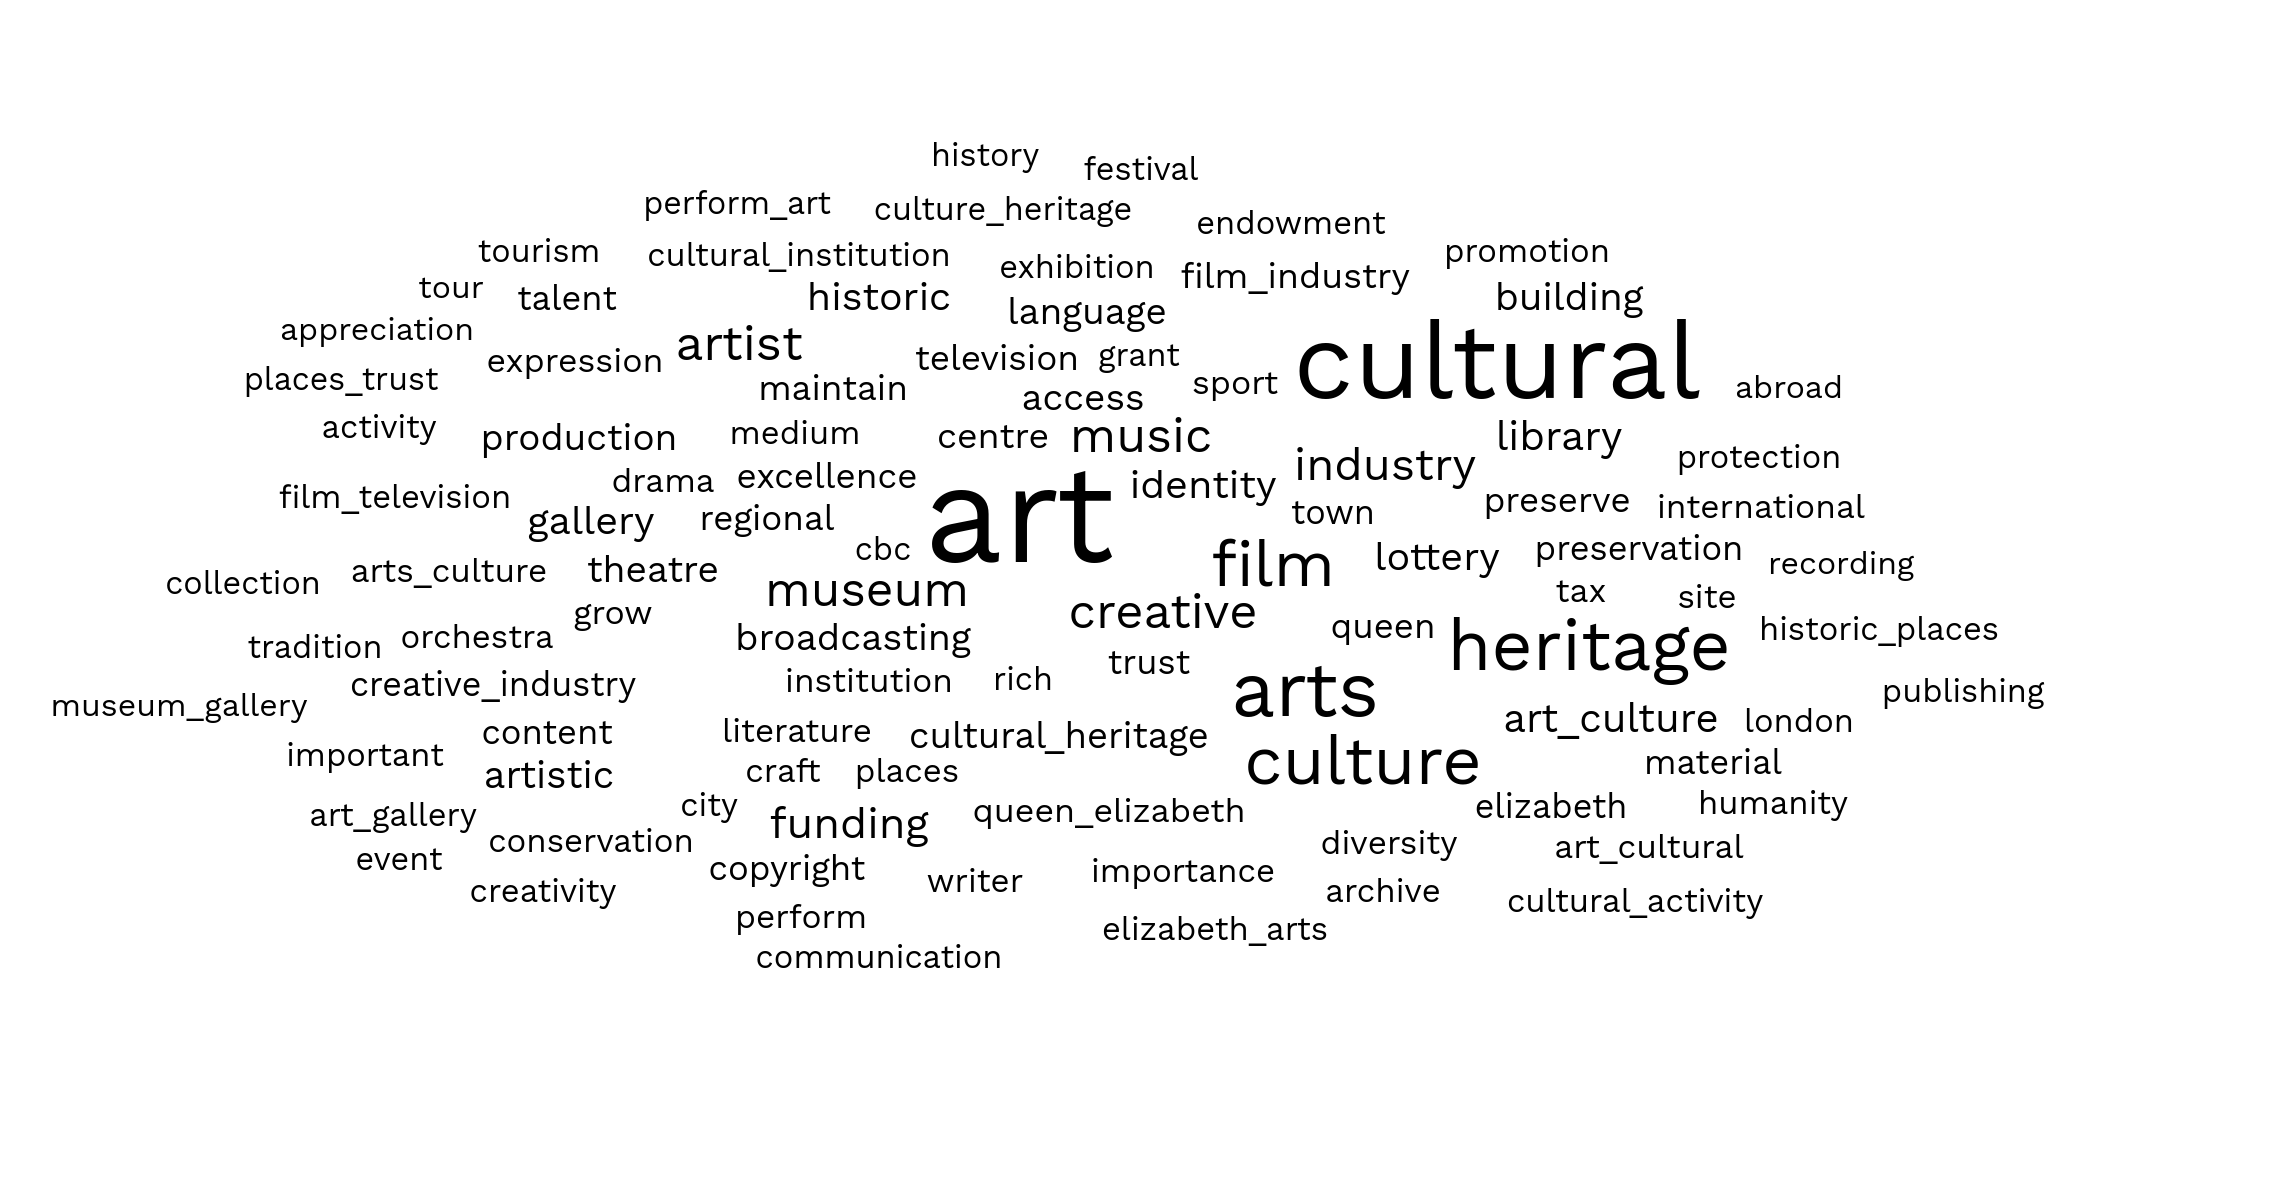 history
festival
perform_art culture_heritage
endowment
tourism cultural_institution exhibition film_industry promotion
tour talent historic language building
appreciation expression artist television grant cultural
places_trust maintain access sport abroad
activity production medium centre music library
drama excellence identity industry protection
film_television gallery regional art town preserve international
cbc film lottery preservation recording
collection arts_culture theatre museum creative tax site
grow broadcasting queen heritage historic_places
tradition orchestra institution rich trust
museum_gallery creative_industry arts publishing
content literature cultural_heritage art_culture london
important artistic craft places culture material
art_gallery city funding queen_elizabeth elizabeth humanity
event conservation copyright writer importance diversity art_cultural
creativity perform archive cultural_activity
elizabeth_arts
communication